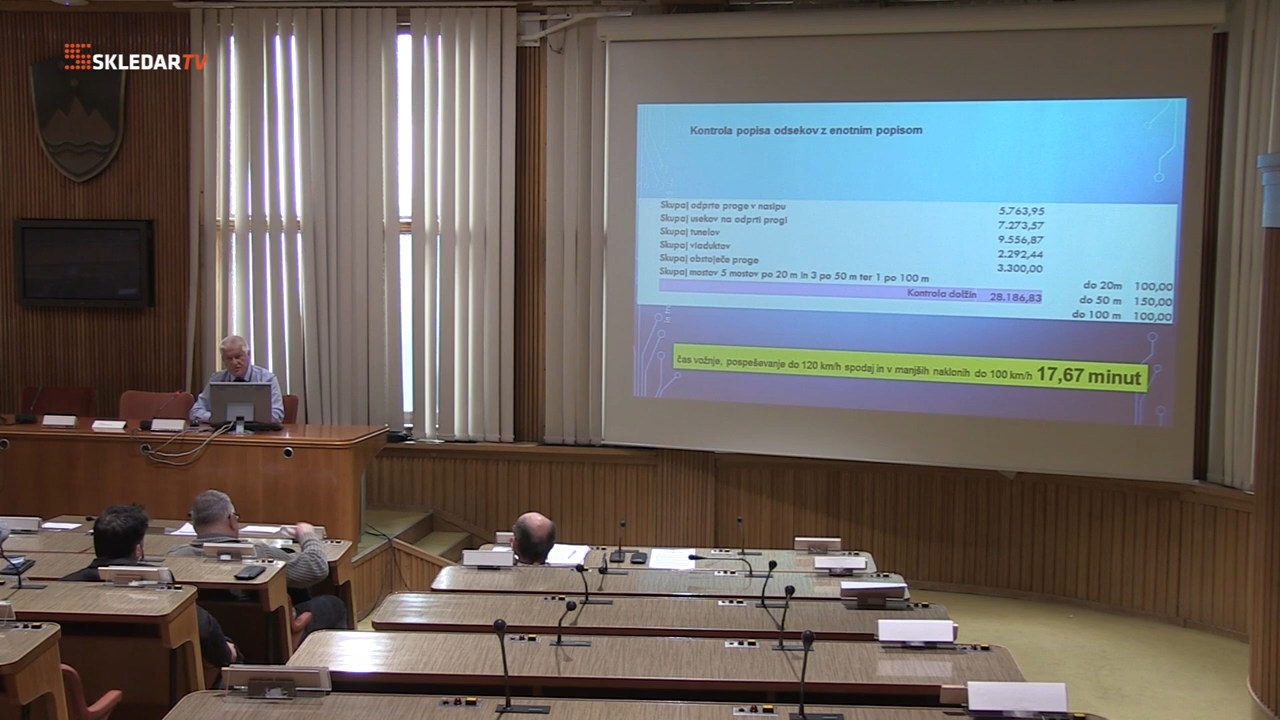 SKLEDARTV
Kontrola popisa odsekov z enotnim popisom
Skupaj odprte proge v nasipu 5.763,95
Skupaj usekov na odprti progi 7.273,57
Skupaj tunelov 9.556,87
Skupaj viaduktov 2.292,44
Skupaj obstoječe proge 3.300,00
Skupaj mostov 5 mostov po 20 m in 3 po 50 m ter 1 po 100 m do 20m 100,00
Kontrola dolžin 28.186,83 do 50 m 150,00
do 100 m 100,00
čas vožnje, pospeševanje do 120 km/h spodaj in v manjših naklonih do 100 km/h 17,67 minut